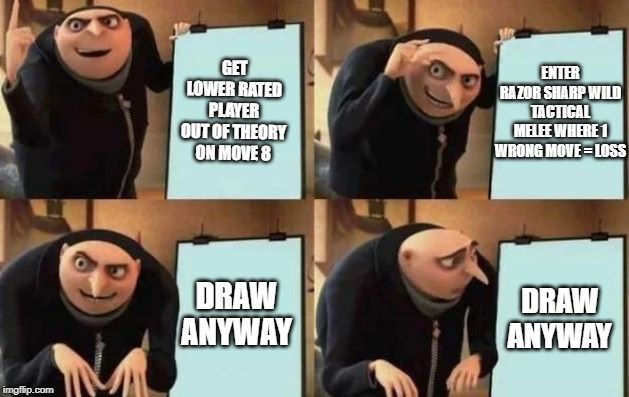 GET
LOWER RATED
PLAYER
OUT OF THEORY
ON MOVE 8
ENTER
RAZOR SHARP WILD
TACTICAL
MELEE WHERE 1
WRONG MOVE = LOSS
DRAW
ANYWAY
DRAW
ANYWAY
imgflip.com